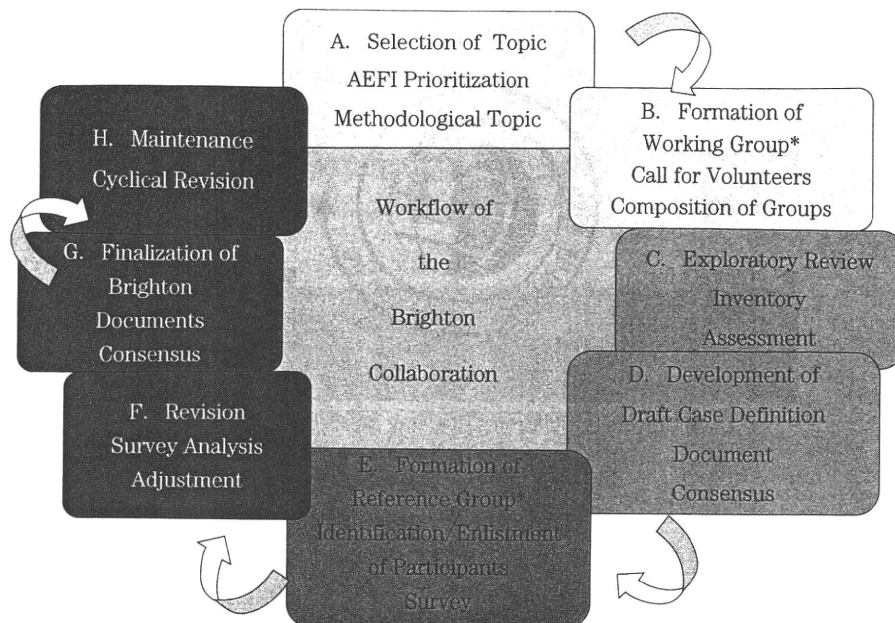 A. Selection of Topic
AEFI Prioritization
Methodological Topic
B. Formation of
Working Group*
Call for Volunteers
Composition of Groups
C. Exploratory Review
Inventory
Assessment
D. Development of
Draft Case Definition
Document
Consensus
E. Formation of
Reference Group*
Identification/Enlistment
of Participants
Survey
F. Revision
Survey Analysis
Adjustment
G. Finalization of
Brighton
Documents
Consensus
H. Maintenance
Cyclical Revision
Workflow of
the
Brighton
Collaboration